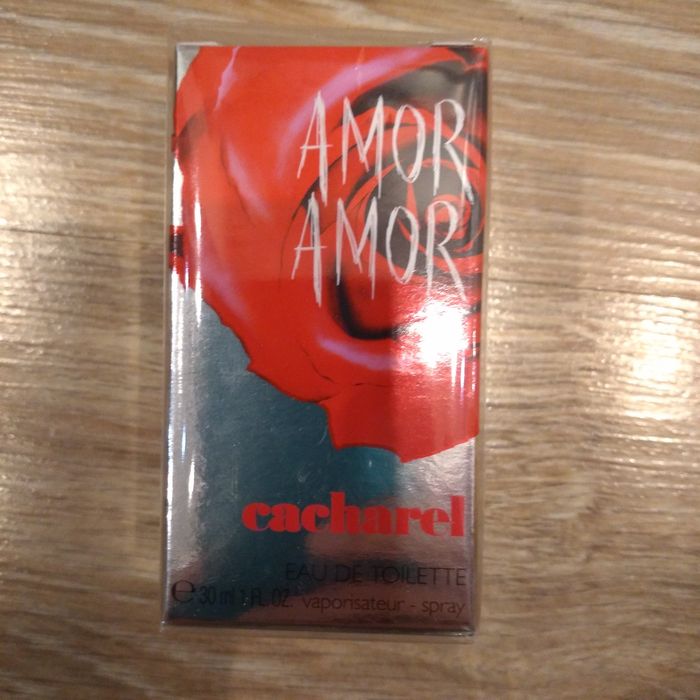 AMOR
AMOR
cacharel
EAU DE TOILETTE
℮30 ml 1 FL.OZ. vaporisateur - spray